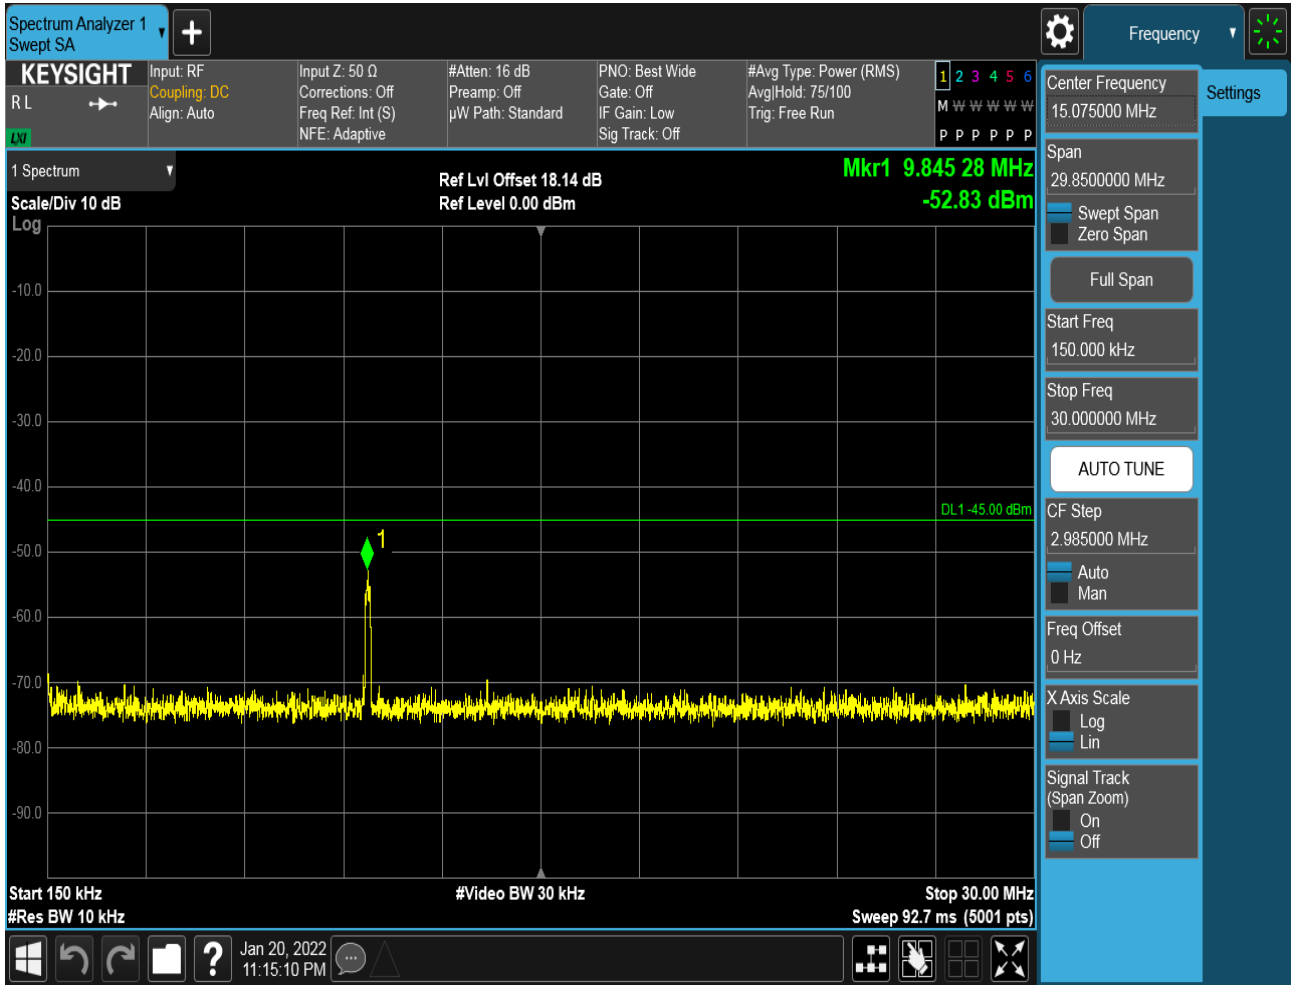 Spectrum Analyzer 1
Swept SA
Frequency
KEYSIGHT
R L
LXI
Input: RF
Coupling: DC
Align: Auto
Input Z: 50 Ω
Corrections: Off
Freq Ref: Int (S)
NFE: Adaptive
#Atten: 16 dB
Preamp: Off
µW Path: Standard
PNO: Best Wide
Gate: Off
IF Gain: Low
Sig Track: Off
#Avg Type: Power (RMS)
Avg|Hold: 75/100
Trig: Free Run
1 2 3 4 5 6
M W W W W W
P P P P P P
1 Spectrum
Scale/Div 10 dB
Log
Ref Lvl Offset 18.14 dB
Ref Level 0.00 dBm
Mkr1 9.845 28 MHz
-52.83 dBm
-10.0
-20.0
-30.0
-40.0
DL1 -45.00 dBm
1
-50.0
-60.0
-70.0
-80.0
-90.0
Start 150 kHz
#Res BW 10 kHz
#Video BW 30 kHz
Stop 30.00 MHz
Sweep 92.7 ms (5001 pts)
Center Frequency
15.075000 MHz
Settings
Span
29.8500000 MHz
Swept Span
Zero Span
Full Span
Start Freq
150.000 kHz
Stop Freq
30.000000 MHz
AUTO TUNE
CF Step
2.985000 MHz
Auto
Man
Freq Offset
0 Hz
X Axis Scale
Log
Lin
Signal Track
(Span Zoom)
On
Off
?
Jan 20, 2022
11:15:10 PM